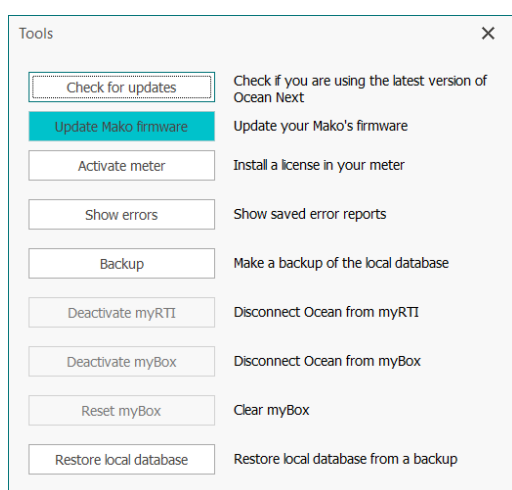 Tools
Check for updates
Check if you are using the latest version of
Ocean Next
Update Mako firmware
Update your Mako's firmware
Activate meter
Install a license in your meter
Show errors
Show saved error reports
Backup
Make a backup of the local database
Deactivate myRTI
Disconnect Ocean from myRTI
Deactivate myBox
Disconnect Ocean from myBox
Reset myBox
Clear myBox
Restore local database
Restore local database from a backup